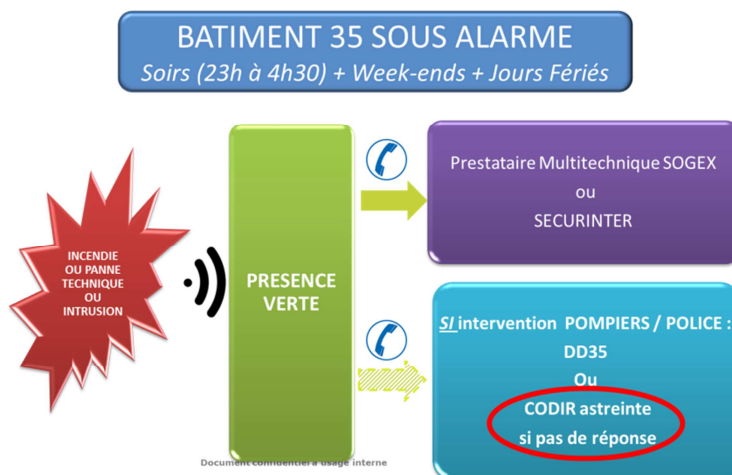 BATIMENT 35 SOUS ALARME
Soirs (23h à 4h30) + Week-ends + Jours Fériés
INCENDIE
OU PANNE
TECHNIQUE
OU
INTRUSION
PRESENCE
VERTE
Prestataire Multitechnique SOGEX
ou
SECURINTER
SI intervention POMPIERS / POLICE :
DD35
Ou
CODIR astreinte
si pas de réponse
Document confidentiel à usage interne